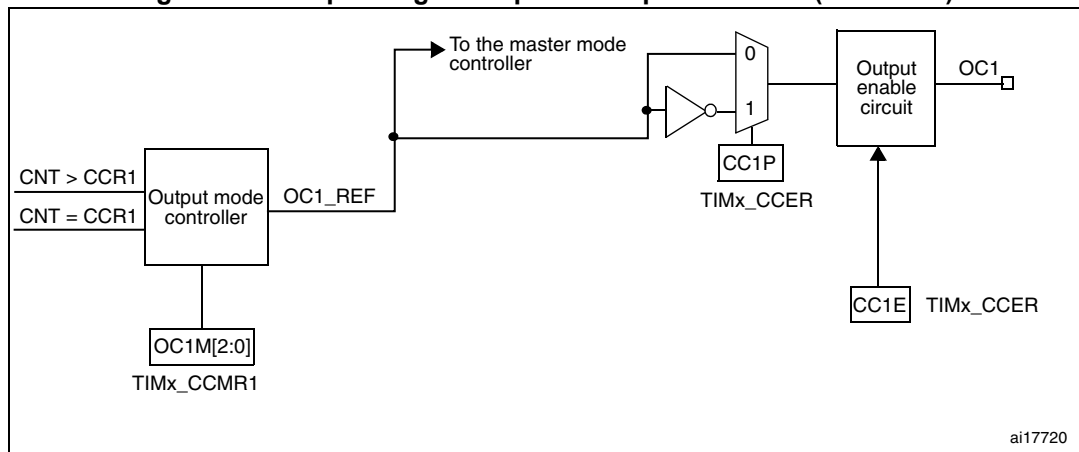 To the master mode
controller
0
1
Output
enable
circuit
OC1
CC1P
TIMx_CCER
CNT > CCR1
CNT = CCR1
Output mode
controller
OC1_REF
CC1E
TIMx_CCER
OC1M[2:0]
TIMx_CCMR1
ai17720